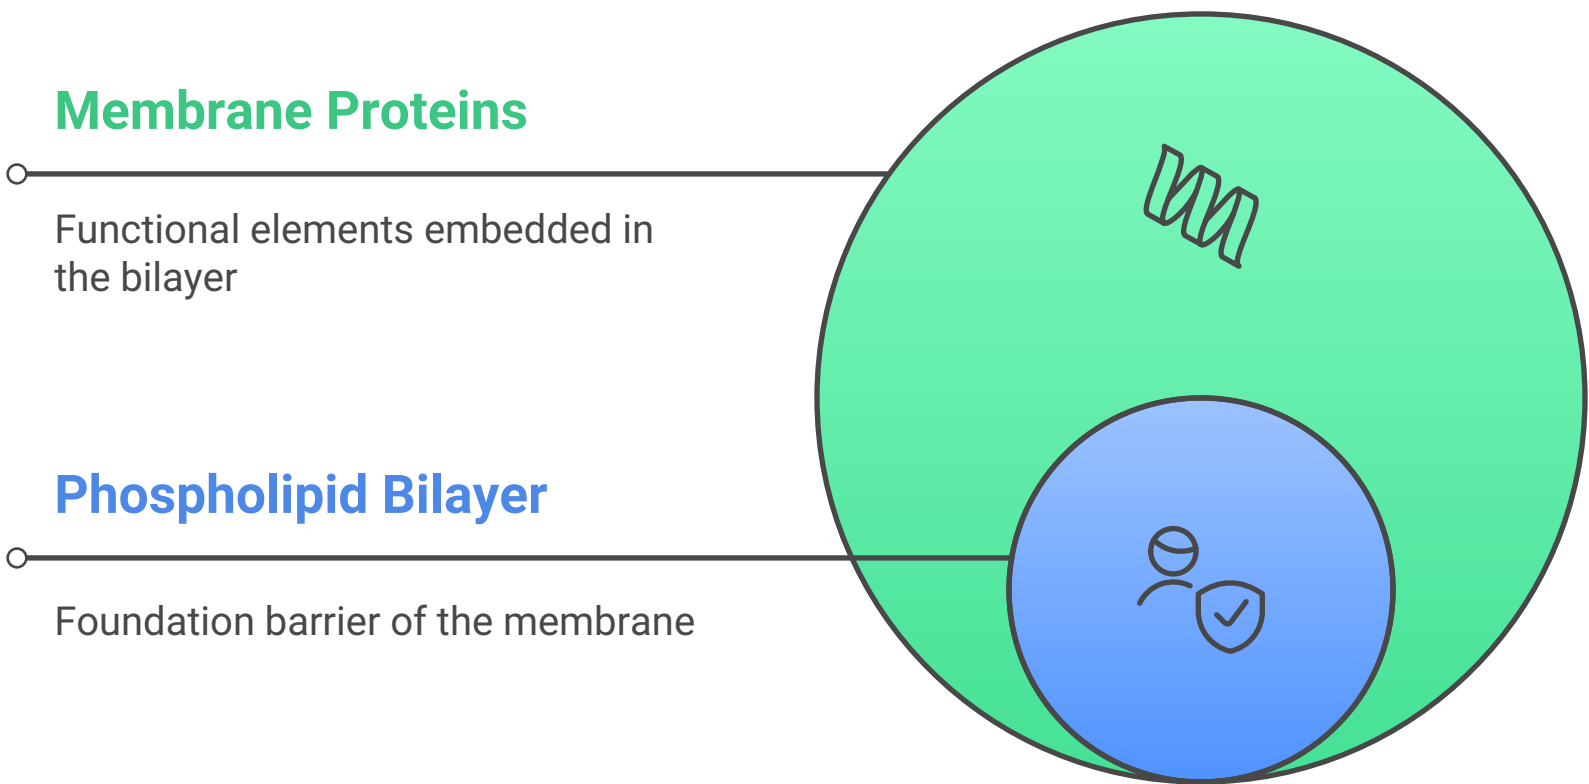 Membrane Proteins
Functional elements embedded in
the bilayer
Phospholipid Bilayer
Foundation barrier of the membrane